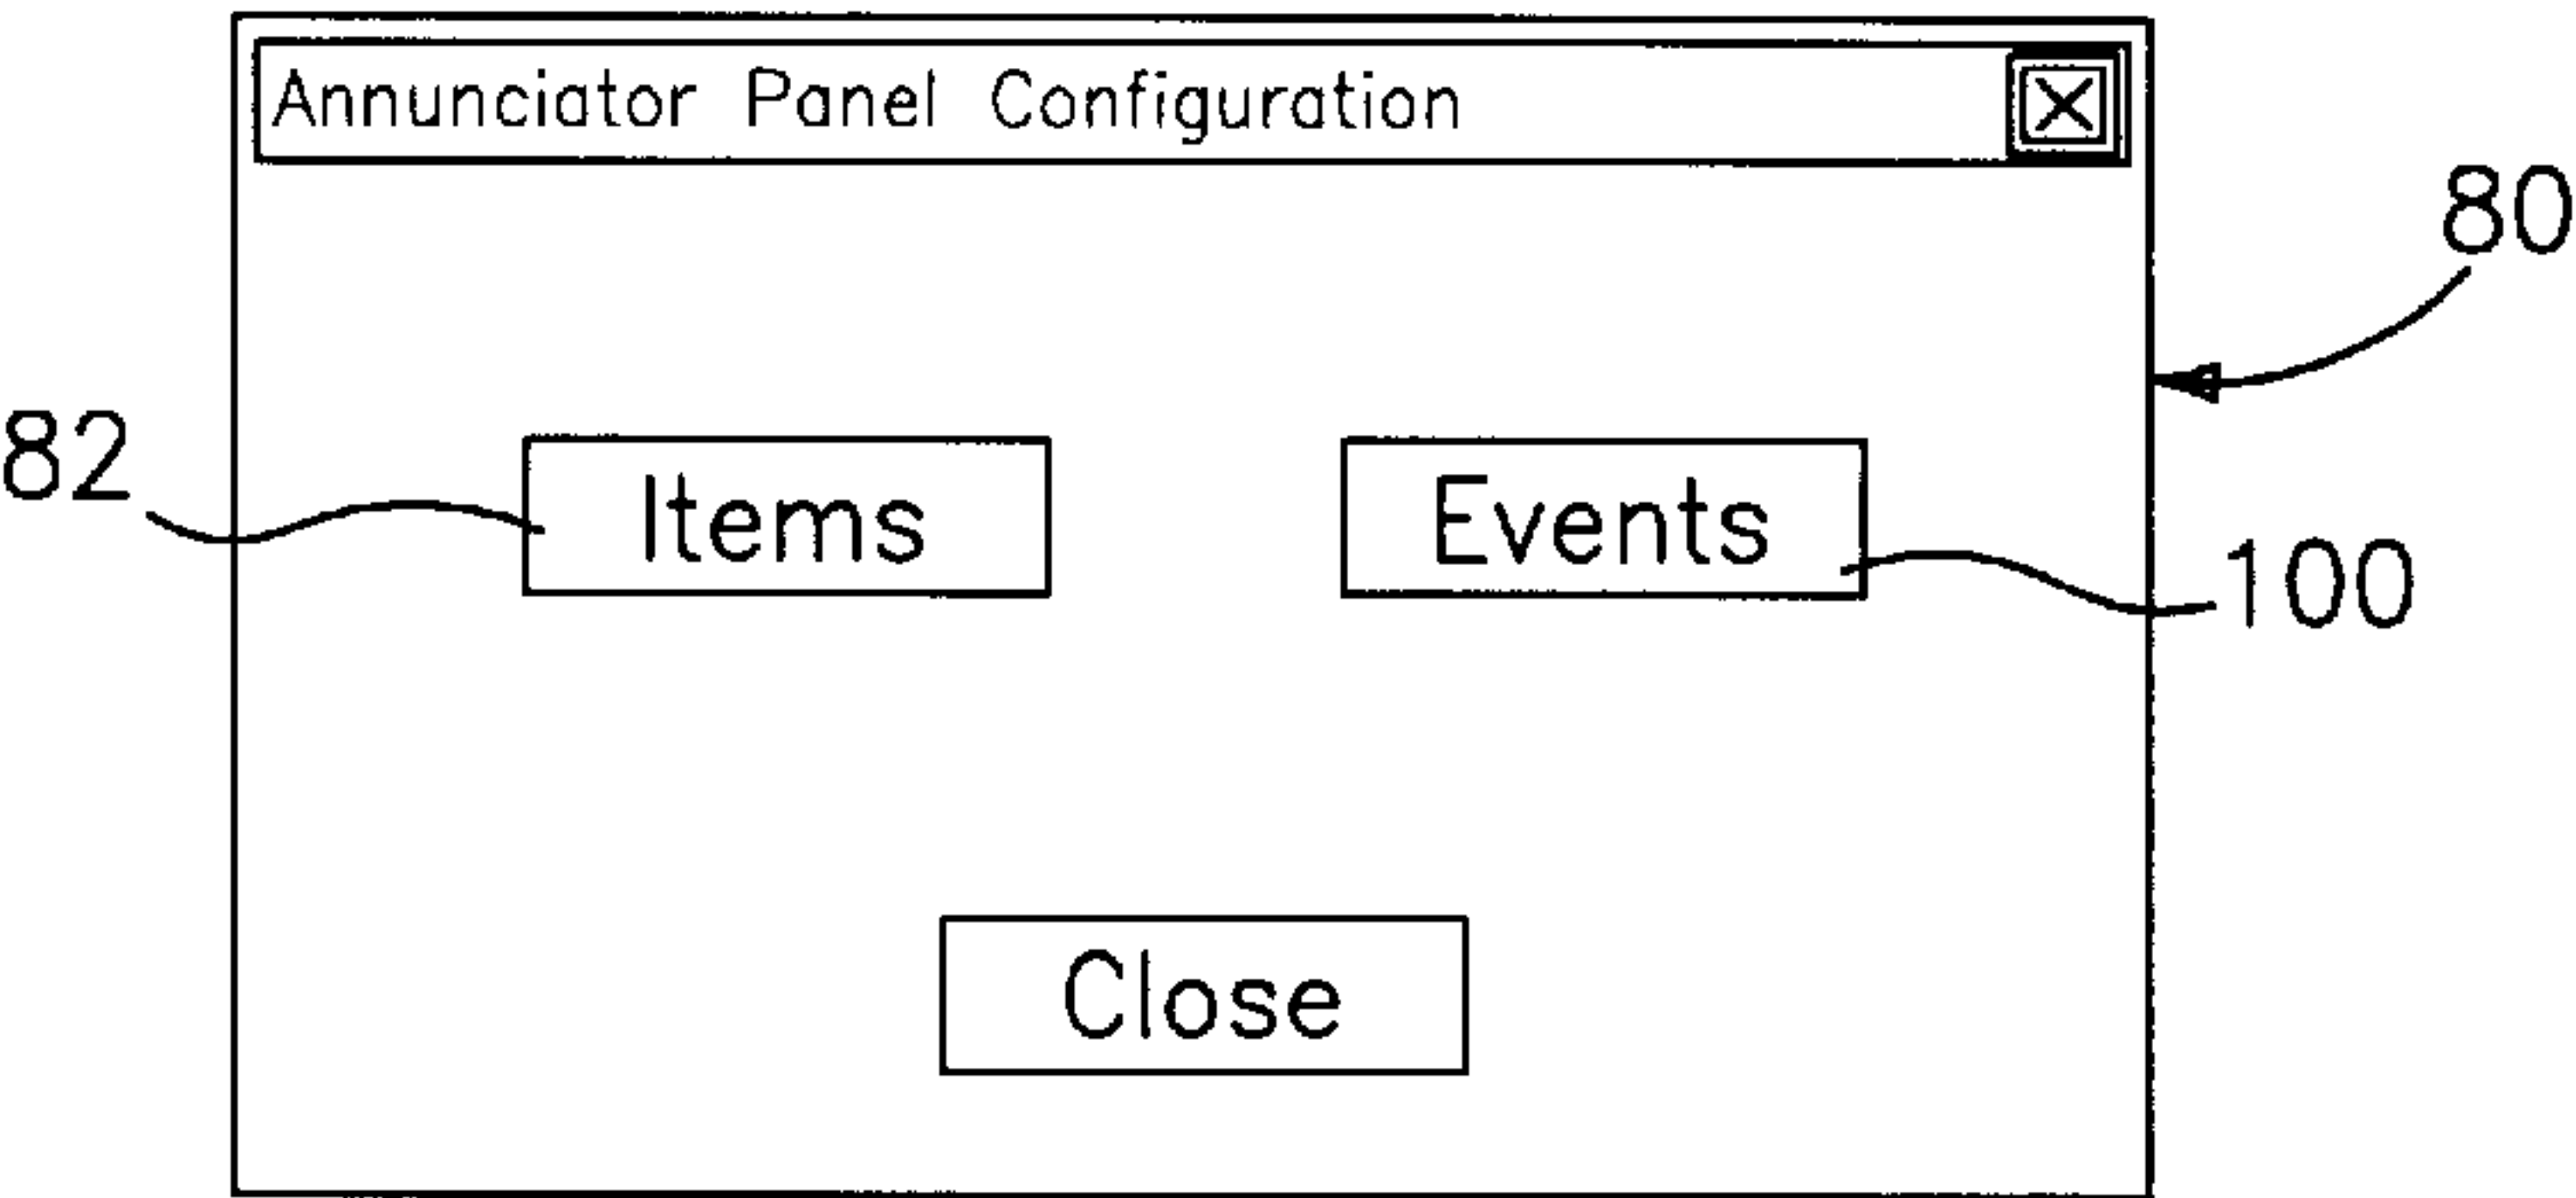 Annunciator Panel Configuration
80
82
Items
Events
100
Close